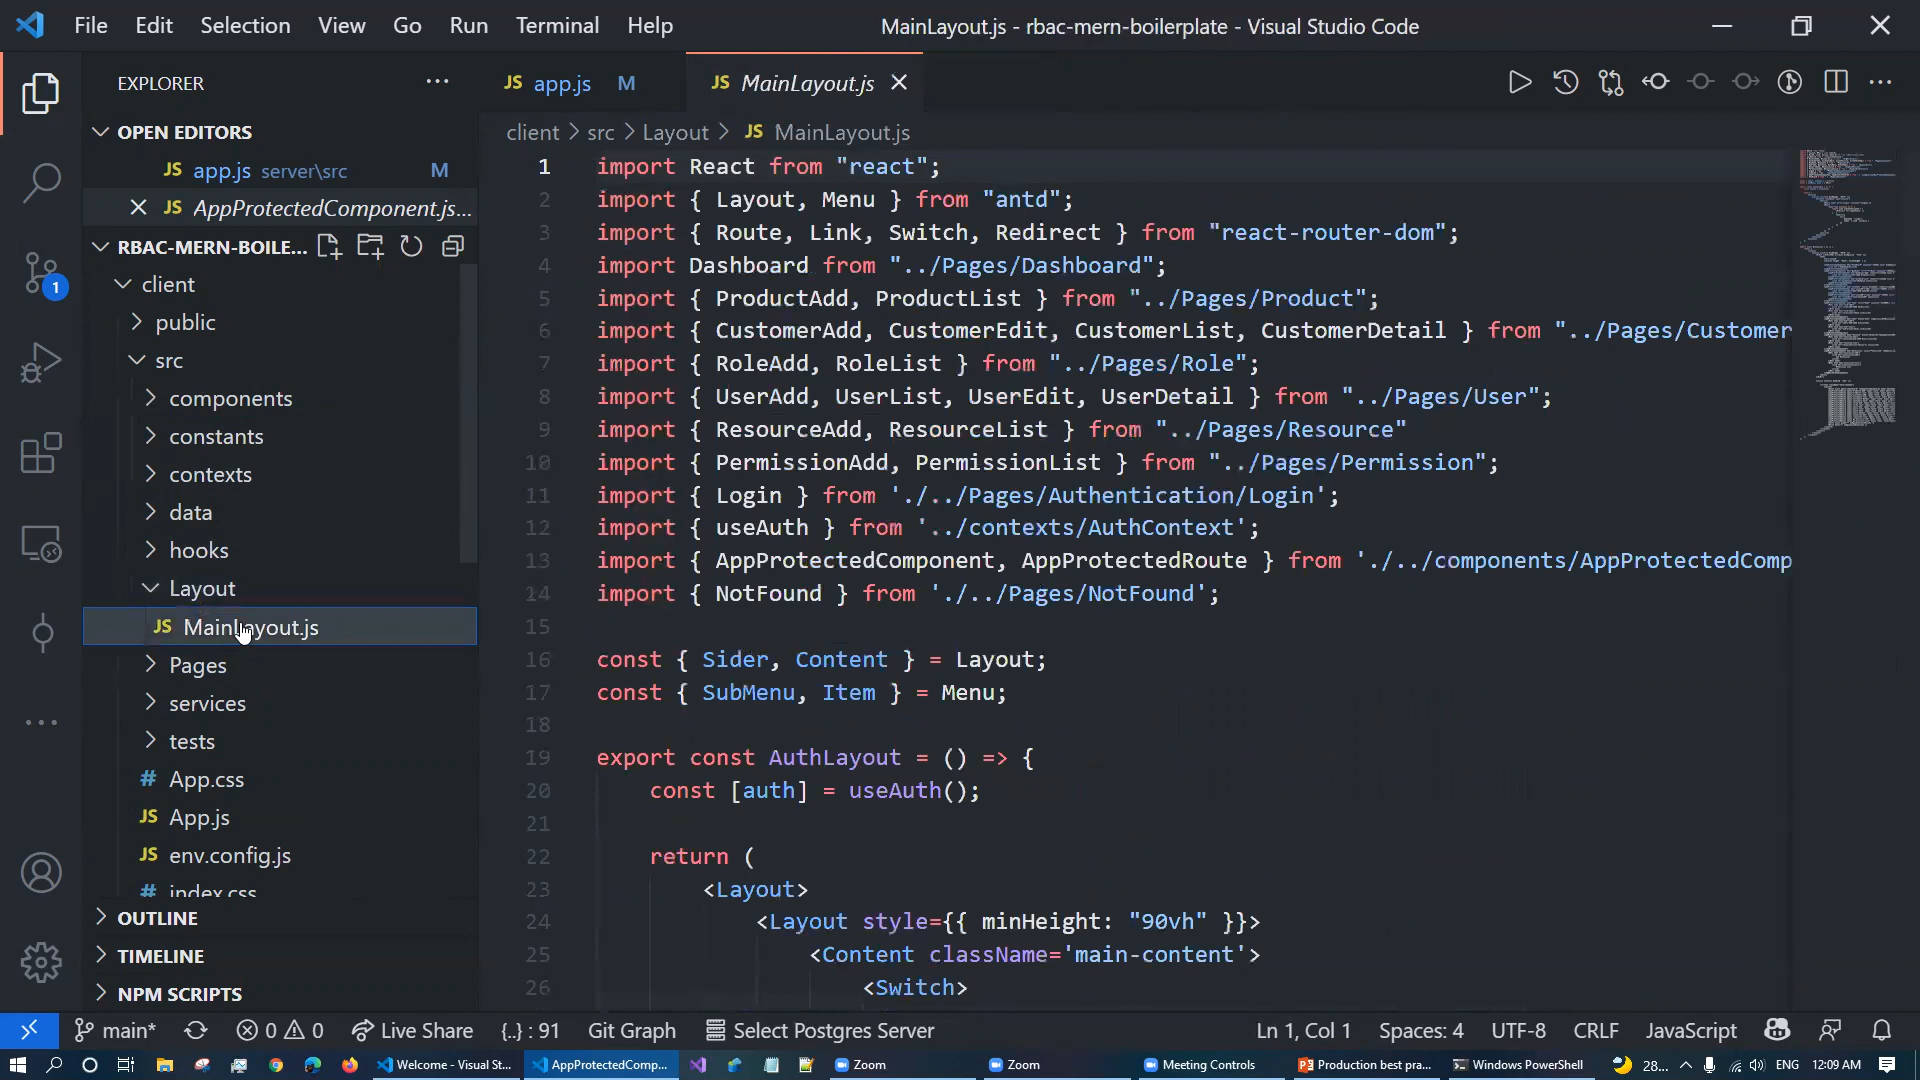 File Edit Selection View Go Run Terminal Help
MainLayout.js - rbac-mern-boilerplate - Visual Studio Code
EXPLORER
OPEN EDITORS
JS app.js server\src M
JS AppProtectedComponent.js...
RBAC-MERN-BOILE...
client
public
src
components
constants
contexts
data
hooks
Layout
JS MainLayout.js
Pages
services
tests
# App.css
JS App.js
JS env.config.js
# index.css
OUTLINE
TIMELINE
NPM SCRIPTS
1
JS app.js M
JS MainLayout.js
client > src > Layout > JS MainLayout.js
1 import React from "react";
2 import { Layout, Menu } from "antd";
3 import { Route, Link, Switch, Redirect } from "react-router-dom";
4 import Dashboard from "../Pages/Dashboard";
5 import { ProductAdd, ProductList } from "../Pages/Product";
6 import { CustomerAdd, CustomerEdit, CustomerList, CustomerDetail } from "../Pages/Customer
7 import { RoleAdd, RoleList } from "../Pages/Role";
8 import { UserAdd, UserList, UserEdit, UserDetail } from "../Pages/User";
9 import { ResourceAdd, ResourceList } from "../Pages/Resource"
10 import { PermissionAdd, PermissionList } from "../Pages/Permission";
11 import { Login } from './../Pages/Authentication/Login';
12 import { useAuth } from '../contexts/AuthContext';
13 import { AppProtectedComponent, AppProtectedRoute } from './../components/AppProtectedComp
14 import { NotFound } from './../Pages/NotFound';
15
16 const { Sider, Content } = Layout;
17 const { SubMenu, Item } = Menu;
18
19 export const AuthLayout = () => {
20 const [auth] = useAuth();
21
22 return (
23 <Layout>
24 <Layout style={{ minHeight: "90vh" }}>
25 <Content className='main-content'>
26 <Switch>
main* 0 0 Live Share {..} : 91 Git Graph Select Postgres Server Ln 1, Col 1 Spaces: 4 UTF-8 CRLF JavaScript
Welcome - Visual St... AppProtectedComp... Zoom Zoom Meeting Controls Production best pra... Windows PowerShell 28... ENG 12:09 AM